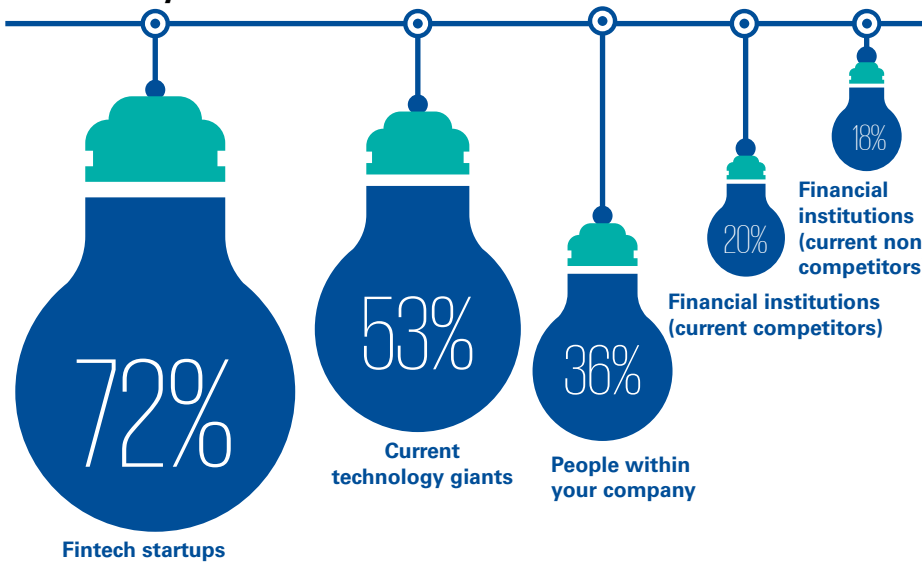 72%
Fintech startups
53%
Current
technology giants
36%
People within
your company
20%
Financial institutions
(current competitors)
18%
Financial
institutions
(current non
competitors